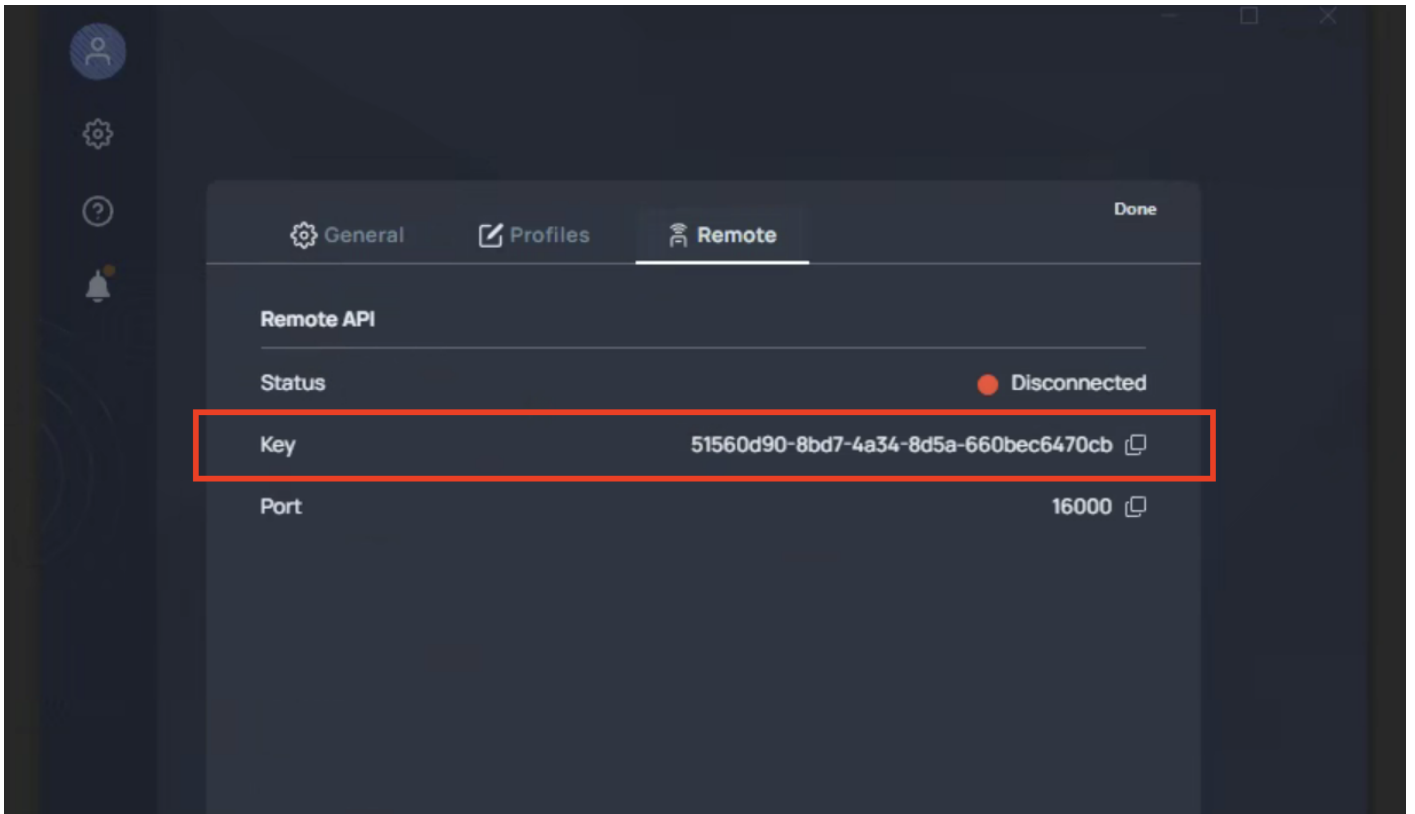 Done
General Profiles Remote
Remote API
Status Disconnected
Key 51560d90-8bd7-4a34-8d5a-660bec6470cb
Port 16000